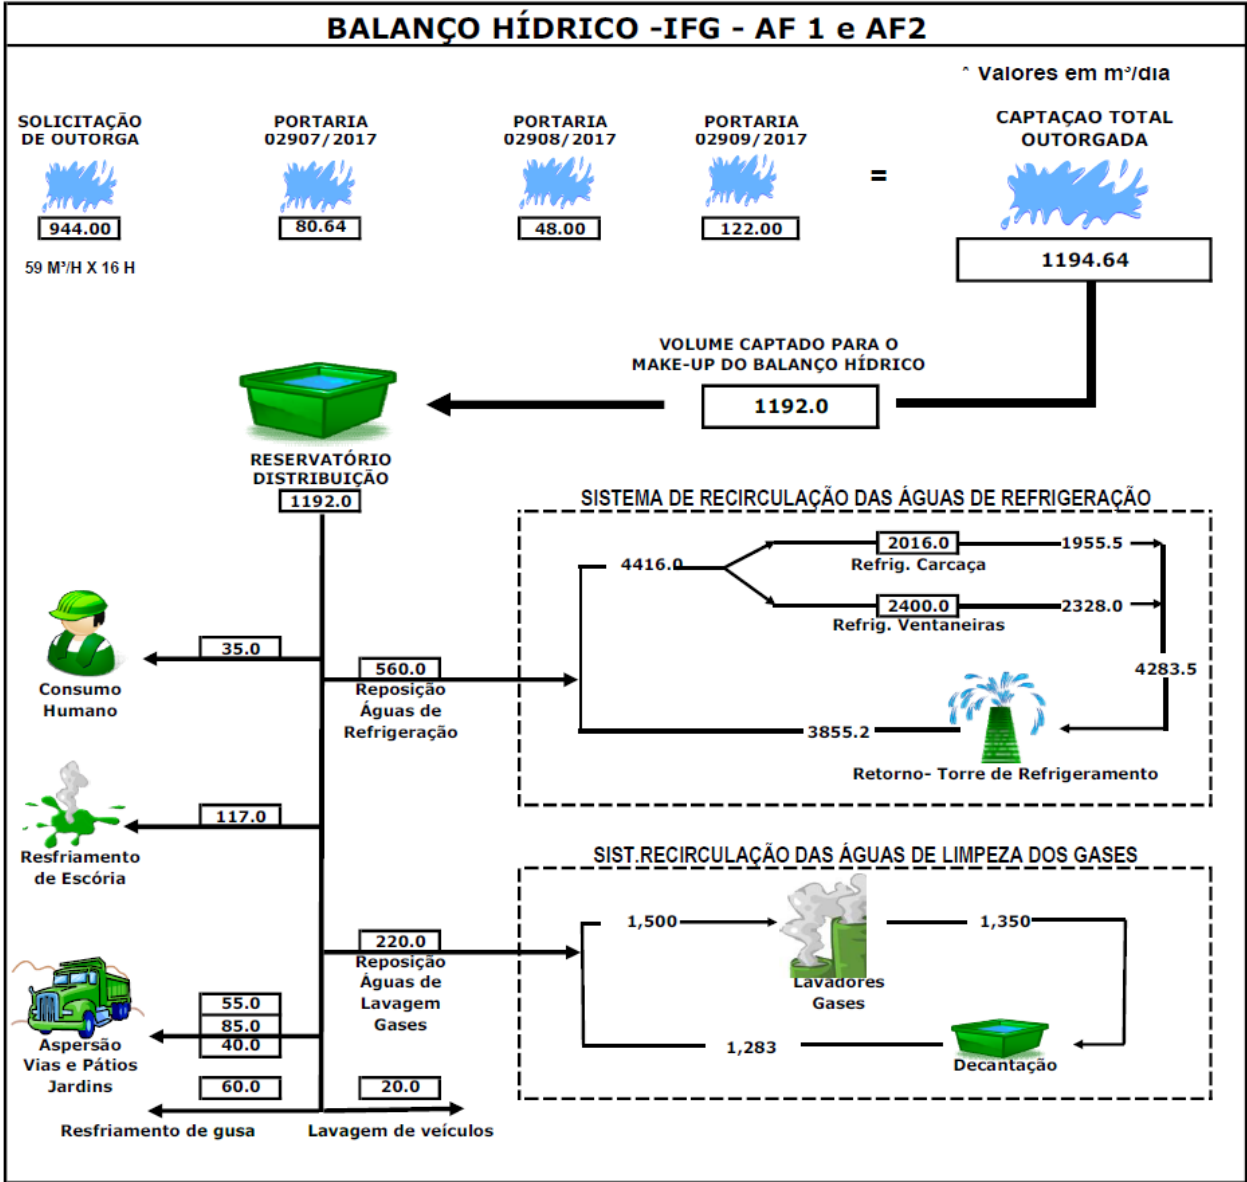 BALANÇO HÍDRICO -IFG - AF 1 e AF2
* Valores em m³/dia
SOLICITAÇÃO
DE OUTORGA
944.00
59 M³/H X 16 H
PORTARIA
02907/2017
80.64
PORTARIA
02908/2017
48.00
PORTARIA
02909/2017
122.00
=
CAPTAÇAO TOTAL
OUTORGADA
1194.64
VOLUME CAPTADO PARA O
MAKE-UP DO BALANÇO HÍDRICO
1192.0
RESERVATÓRIO
DISTRIBUIÇÃO
1192.0
SISTEMA DE RECIRCULAÇÃO DAS ÁGUAS DE REFRIGERAÇÃO
4416.0
2016.0
1955.5
Refrig. Carcaça
2400.0
2328.0
Refrig. Ventaneiras
4283.5
3855.2
Retorno- Torre de Refrigeramento
35.0
Consumo
Humano
560.0
Reposição
Águas de
Refrigeração
117.0
Resfriamento
de Escória
SIST.RECIRCULAÇÃO DAS ÁGUAS DE LIMPEZA DOS GASES
1,500
1,350
Lavadores
Gases
1,283
Decantação
220.0
Reposição
Águas de
Lavagem
Gases
55.0
85.0
40.0
Aspersão
Vias e Pátios
Jardins
60.0
20.0
Resfriamento de gusa
Lavagem de veículos